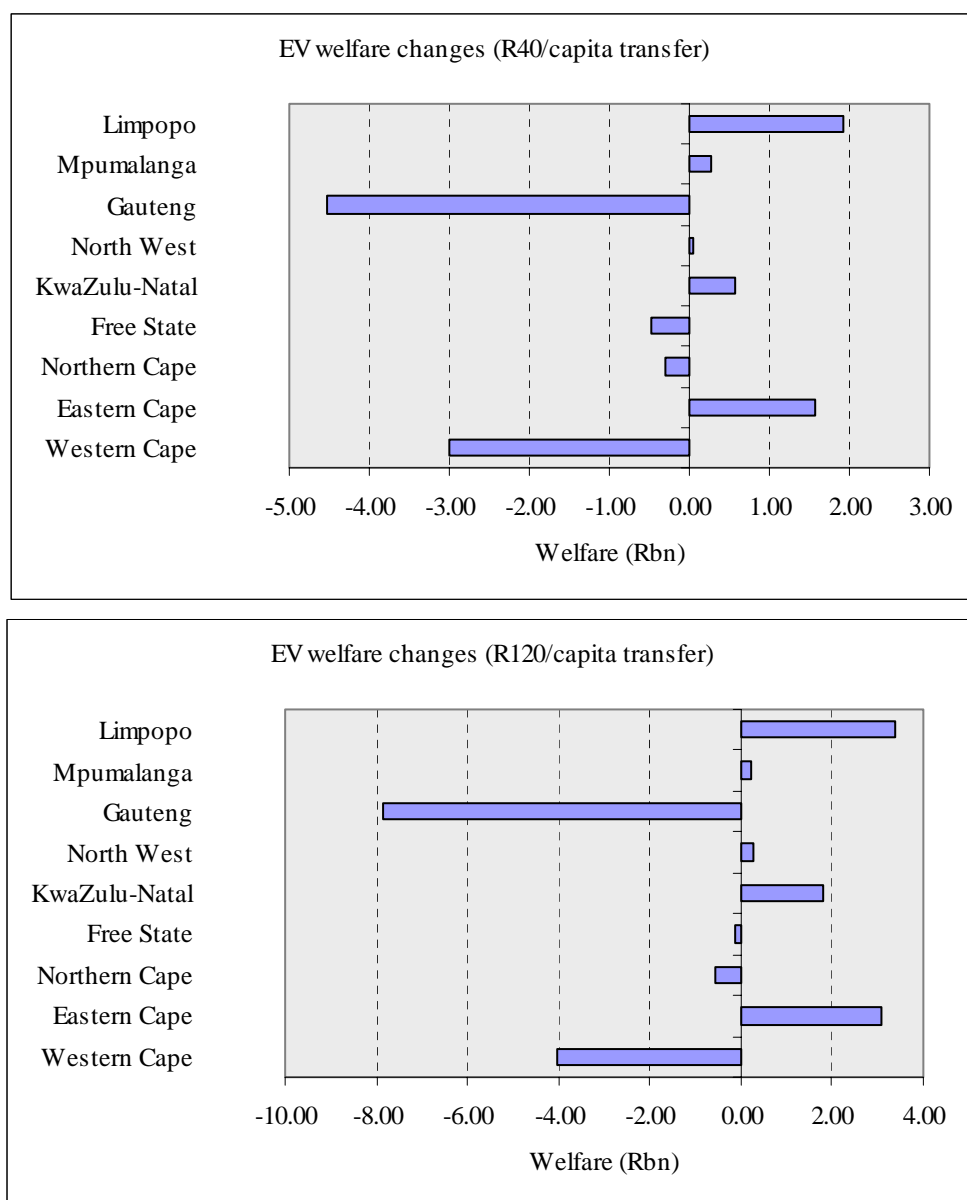 EV welfare changes (R40/capita transfer)
Limpopo
Mpumalanga
Gauteng
North West
KwaZulu-Natal
Free State
Northern Cape
Eastern Cape
Western Cape
-5.00 -4.00 -3.00 -2.00 -1.00 0.00 1.00 2.00 3.00
Welfare (Rbn)
EV welfare changes (R120/capita transfer)
Limpopo
Mpumalanga
Gauteng
North West
KwaZulu-Natal
Free State
Northern Cape
Eastern Cape
Western Cape
-10.00 -8.00 -6.00 -4.00 -2.00 0.00 2.00 4.00
Welfare (Rbn)